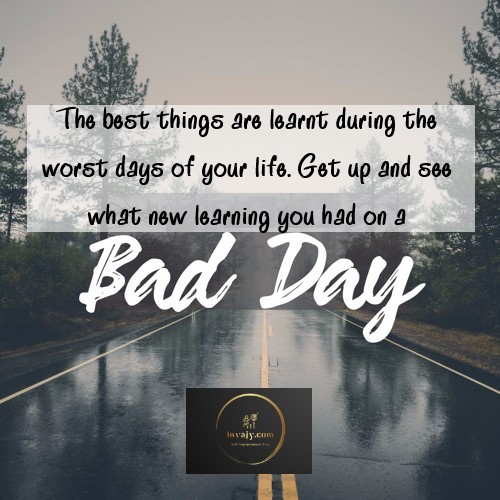 The best things are learnt during the
worst days of your life. Get up and see
what new learning you had on a
Bad Day
lnvajy.com